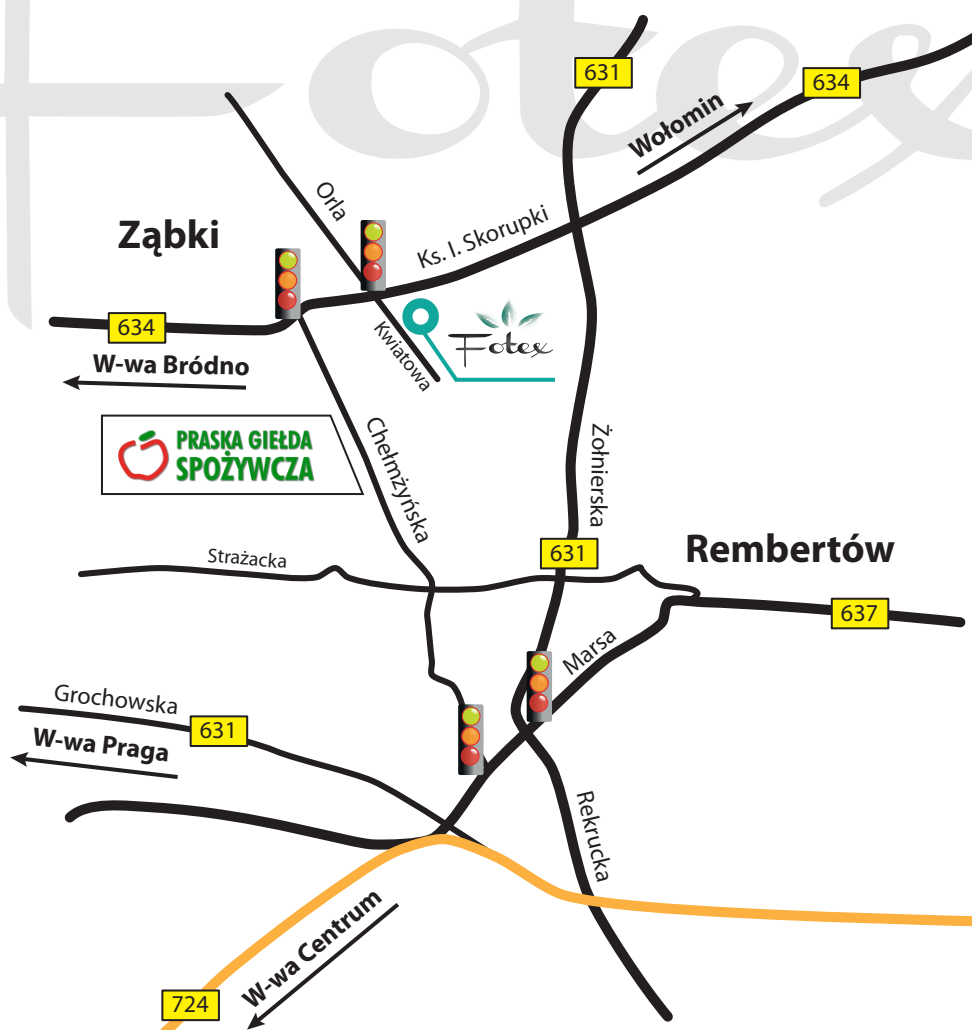 Fotex
631
634
Wołomin
Orla
Ząbki
Ks. I. Skorupki
634
Kwiatowa
Fotex
W-wa Bródno
PRASKA GIEŁDA
SPOŻYWCZA
Chełmżyńska
Żołnierska
631
Rembertów
Strażacka
637
Marsa
Grochowska
631
W-wa Praga
Rekrucka
W-wa Centrum
724